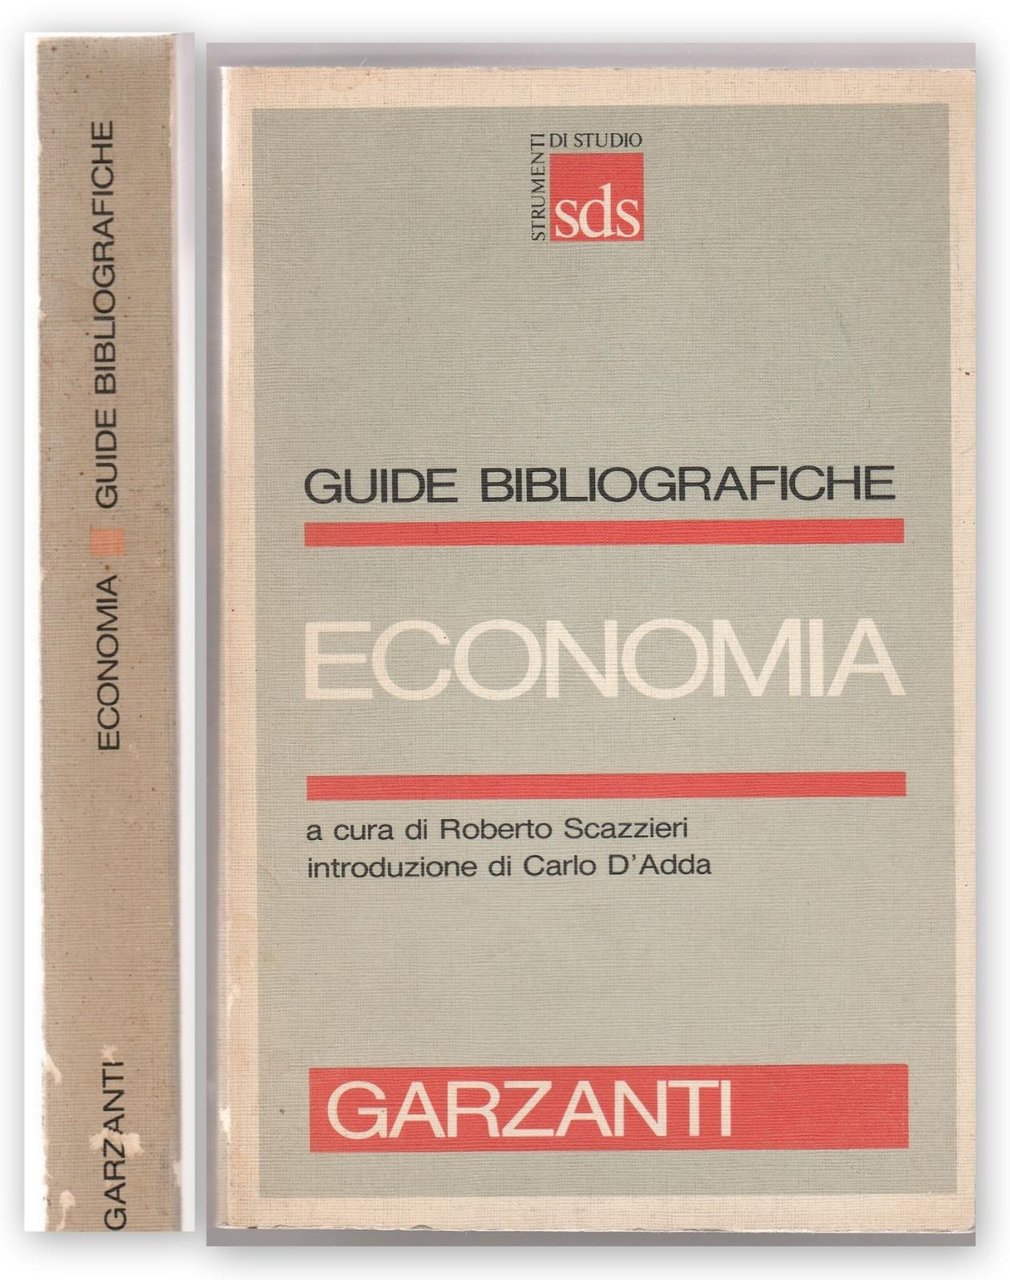 GUIDE BIBLIOGRAFICHE
ECONOMIA
GARZANTI
STRUMENTI
DI STUDIO
sds
GUIDE BIBLIOGRAFICHE
ECONOMIA
a cura di Roberto Scazzieri
introduzione di Carlo D'Adda
GARZANTI